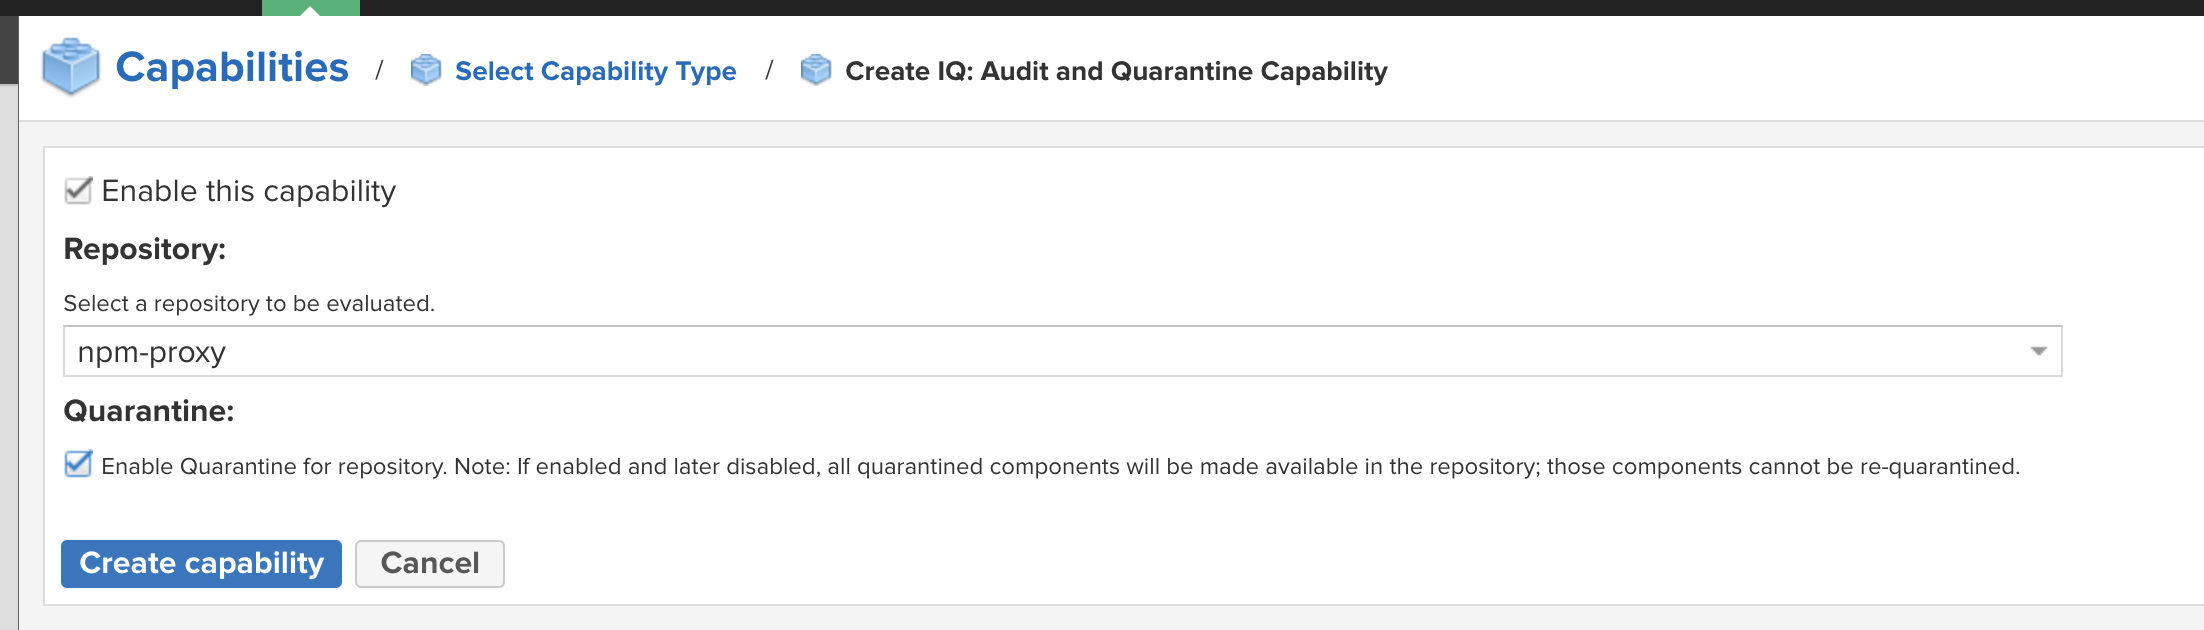 Capabilities / Select Capability Type / Create IQ: Audit and Quarantine Capability
Enable this capability
Repository:
Select a repository to be evaluated.
npm-proxy
Quarantine:
Enable Quarantine for repository. Note: If enabled and later disabled, all quarantined components will be made available in the repository; those components cannot be re-quarantined.
Create capability Cancel